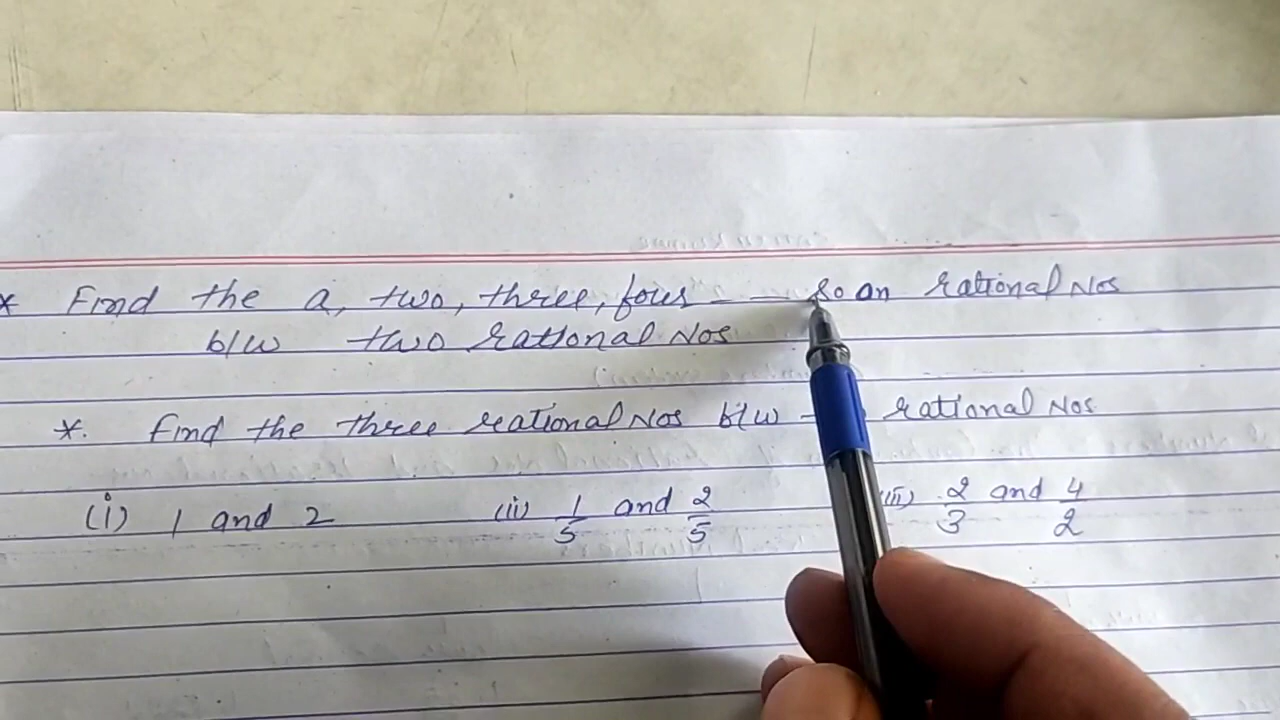 * Find the a, two, three, four - - so on rational Nos
b/w two rational Nos
*. find the three rational Nos b/w rational Nos
(i) 1 and 2 (ii) 1/5 and 2/5 (iii) 2/3 and 4/2